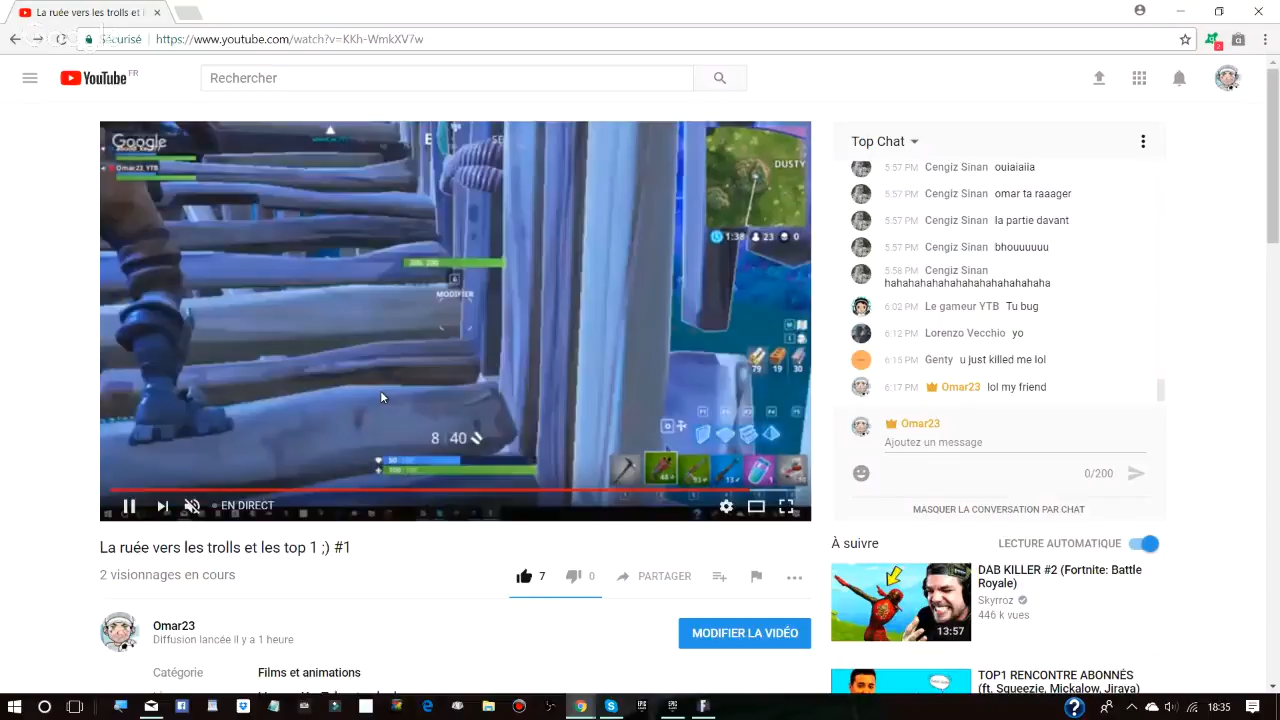 La ruée vers les trolls et l
Sécurisé https://www.youtube.com/watch?v=KKh-WmkXV7w
2
YouTube FR
Rechercher
Google
Omar23 YTB
DUSTY
1:38 23 0
MODIFIER
79 19 30
8 40
EN DIRECT
Top Chat
5:57 PM Cengiz Sinan ouiaiaiia
5:57 PM Cengiz Sinan omar ta raaager
5:57 PM Cengiz Sinan la partie davant
5:57 PM Cengiz Sinan bhouuuuuu
5:58 PM Cengiz Sinan
hahahahahahahahahahahahahaha
6:02 PM Le gameur YTB Tu bug
6:12 PM Lorenzo Vecchio yo
6:15 PM Genty u just killed me lol
6:17 PM Omar23 lol my friend
Omar23
Ajoutez un message
0/200
MASQUER LA CONVERSATION PAR CHAT
La ruée vers les trolls et les top 1 ;) #1
2 visionnages en cours
7 0 PARTAGER
Omar23
Diffusion lancée il y a 1 heure
MODIFIER LA VIDÉO
Catégorie Films et animations
À suivre LECTURE AUTOMATIQUE
DAB KILLER #2 (Fortnite: Battle
Royale)
Skyrroz
446 k vues
13:57
TOP1 RENCONTRE ABONNÉS
(ft. Squeezie, Mickalow, Jiraya)
18:35